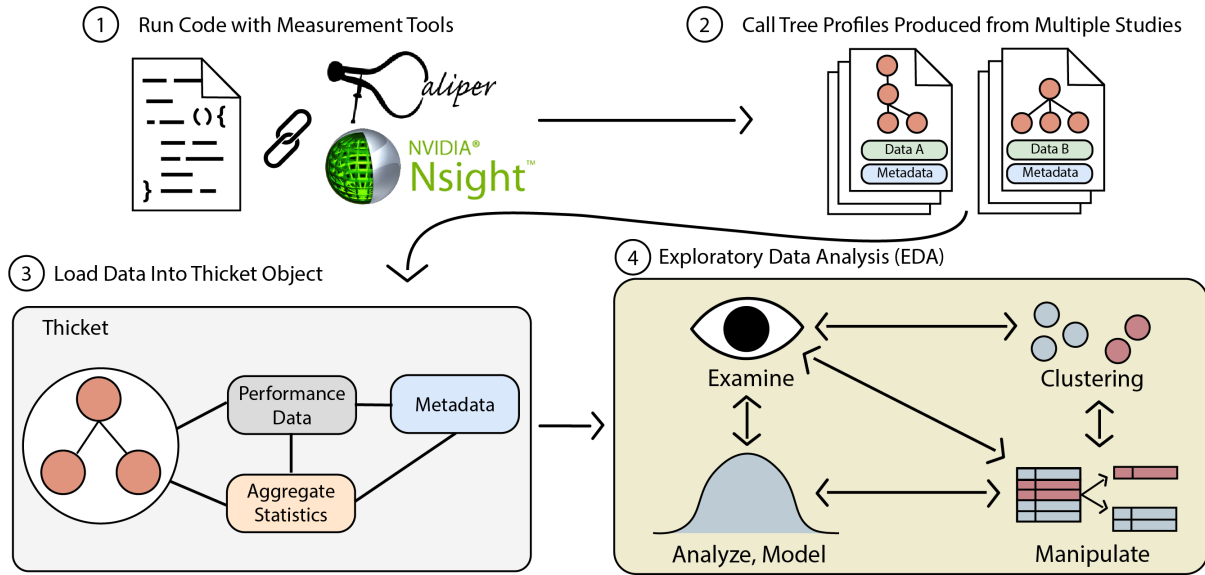 1 Run Code with Measurement Tools
2 Call Tree Profiles Produced from Multiple Studies
( ) {
}
aliper
NVIDIA®
Nsight™
Data A
Metadata
Data B
Metadata
3 Load Data Into Thicket Object
Thicket
Performance
Data
Metadata
Aggregate
Statistics
4 Exploratory Data Analysis (EDA)
Examine
Clustering
Analyze, Model
Manipulate